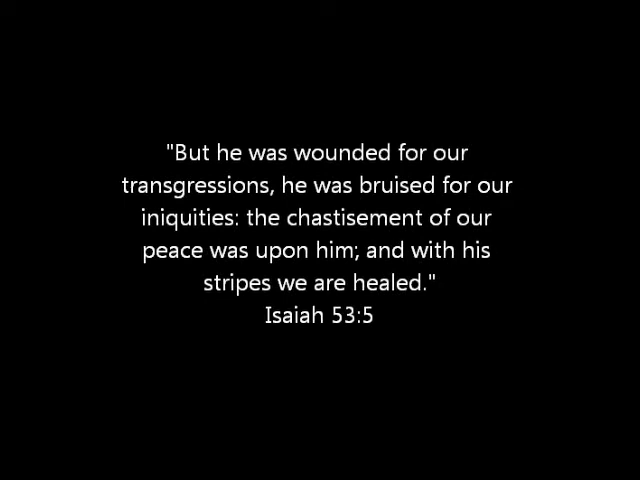 "But he was wounded for our
transgressions, he was bruised for our
iniquities: the chastisement of our
peace was upon him; and with his
stripes we are healed."
Isaiah 53:5